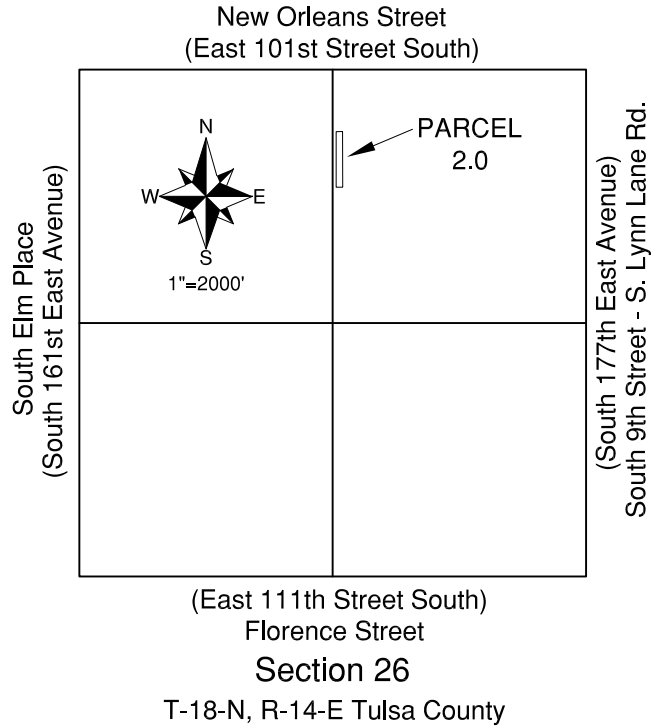 New Orleans Street
(East 101st Street South)
N
W
E
S
1"=2000'
PARCEL
2.0
South Elm Place
(South 161st East Avenue)
(South 177th East Avenue)
South 9th Street - S. Lynn Lane Rd.
(East 111th Street South)
Florence Street
Section 26
T-18-N, R-14-E Tulsa County